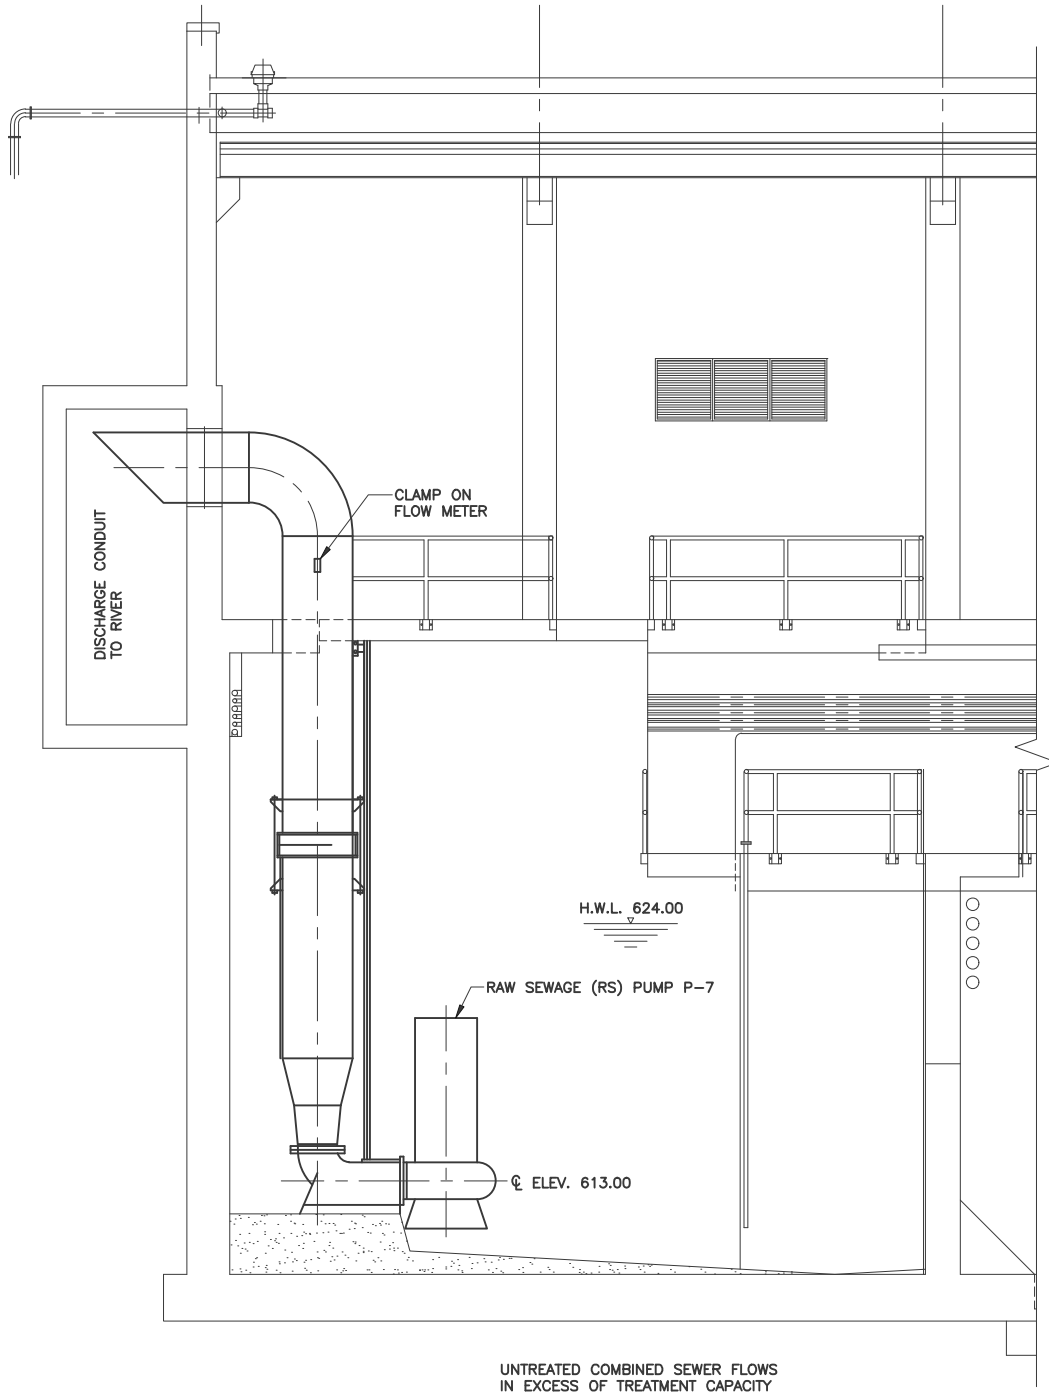 CLAMP ON
FLOW METER
DISCHARGE CONDUIT
TO RIVER
H.W.L. 624.00
RAW SEWAGE (RS) PUMP P-7
℄ ELEV. 613.00
UNTREATED COMBINED SEWER FLOWS
IN EXCESS OF TREATMENT CAPACITY